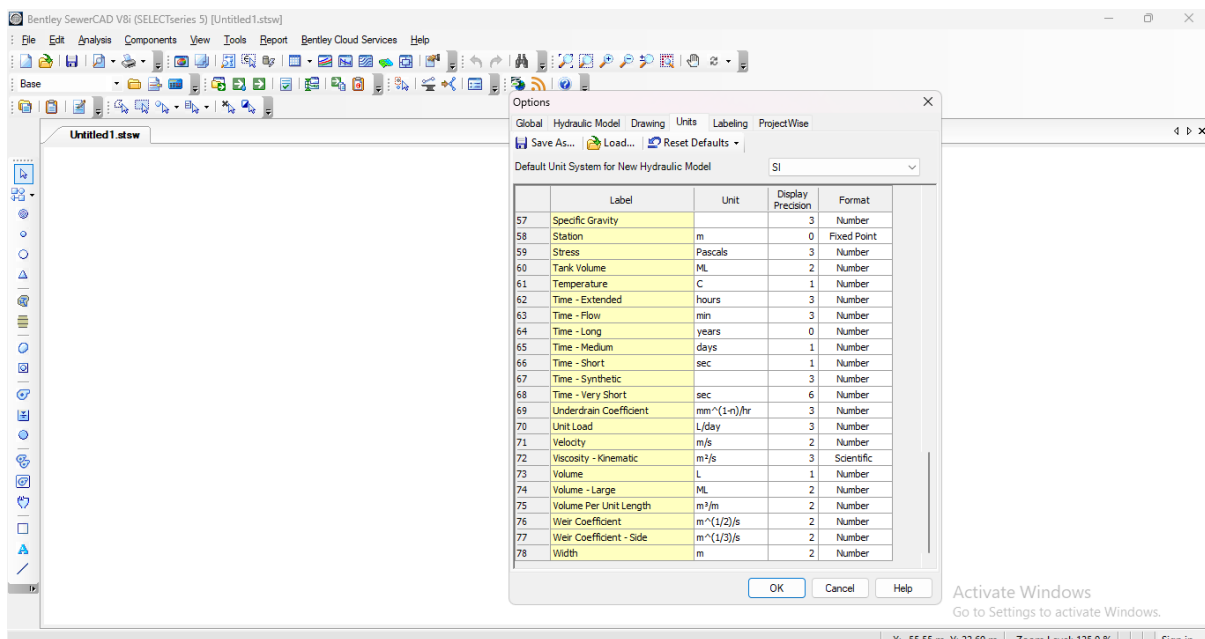 Bentley SewerCAD V8i (SELECTseries 5) [Untitled1.stsw]
File Edit Analysis Components View Tools Report Bentley Cloud Services Help
Base
Untitled1.stsw
Options
Global Hydraulic Model Drawing Units Labeling ProjectWise
Save As... Load... Reset Defaults
Default Unit System for New Hydraulic Model SI
Label Unit Display Precision Format
57 Specific Gravity 3 Number
58 Station m 0 Fixed Point
59 Stress Pascals 3 Number
60 Tank Volume ML 2 Number
61 Temperature C 1 Number
62 Time - Extended hours 3 Number
63 Time - Flow min 3 Number
64 Time - Long years 0 Number
65 Time - Medium days 1 Number
66 Time - Short sec 1 Number
67 Time - Synthetic 3 Number
68 Time - Very Short sec 6 Number
69 Underdrain Coefficient mm^(1-n)/hr 3 Number
70 Unit Load L/day 3 Number
71 Velocity m/s 2 Number
72 Viscosity - Kinematic m²/s 3 Scientific
73 Volume L 1 Number
74 Volume - Large ML 2 Number
75 Volume Per Unit Length m³/m 2 Number
76 Weir Coefficient m^(1/2)/s 2 Number
77 Weir Coefficient - Side m^(1/3)/s 2 Number
78 Width m 2 Number
OK Cancel Help
Activate Windows
Go to Settings to activate Windows.